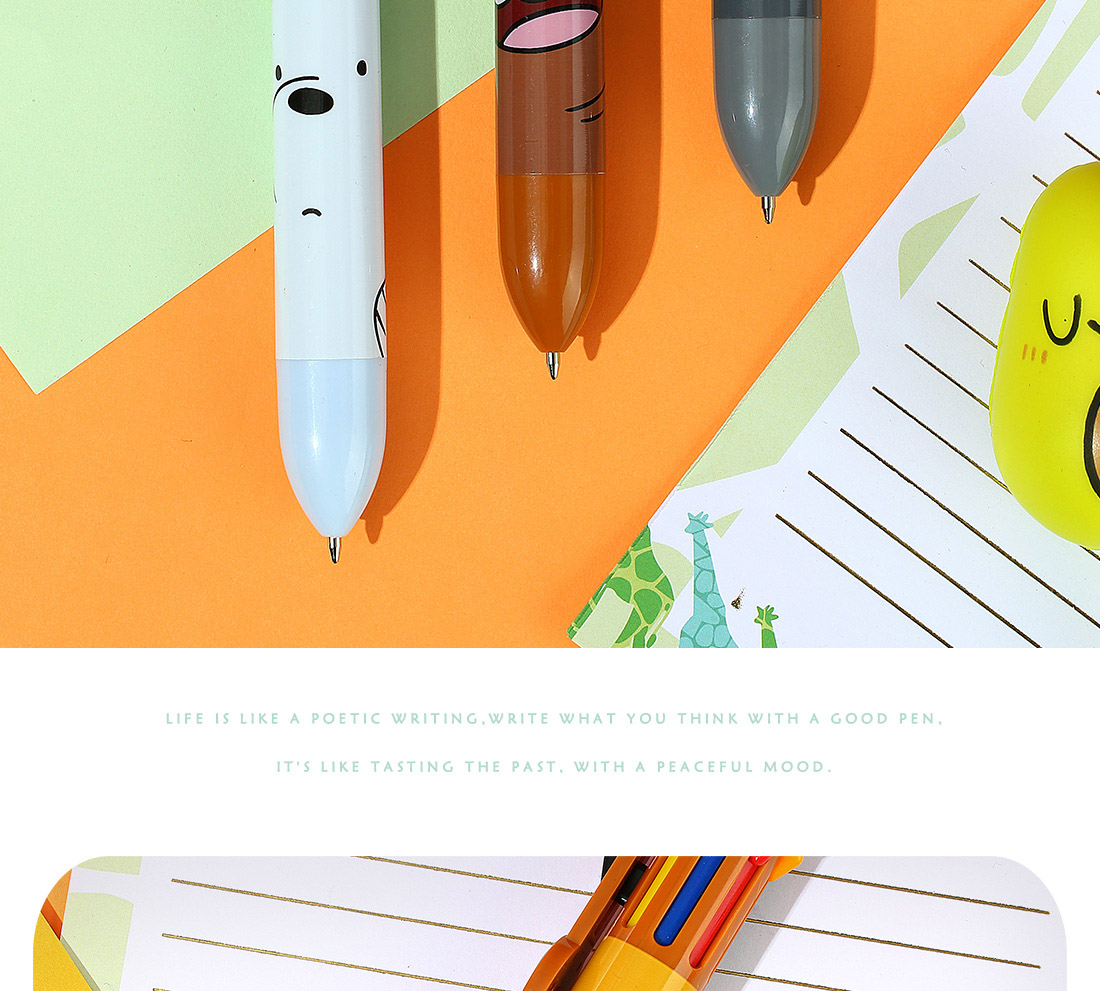 LIFE IS LIKE A POETIC WRITING,WRITE WHAT YOU THINK WITH A GOOD PEN,
IT'S LIKE TASTING THE PAST, WITH A PEACEFUL MOOD.